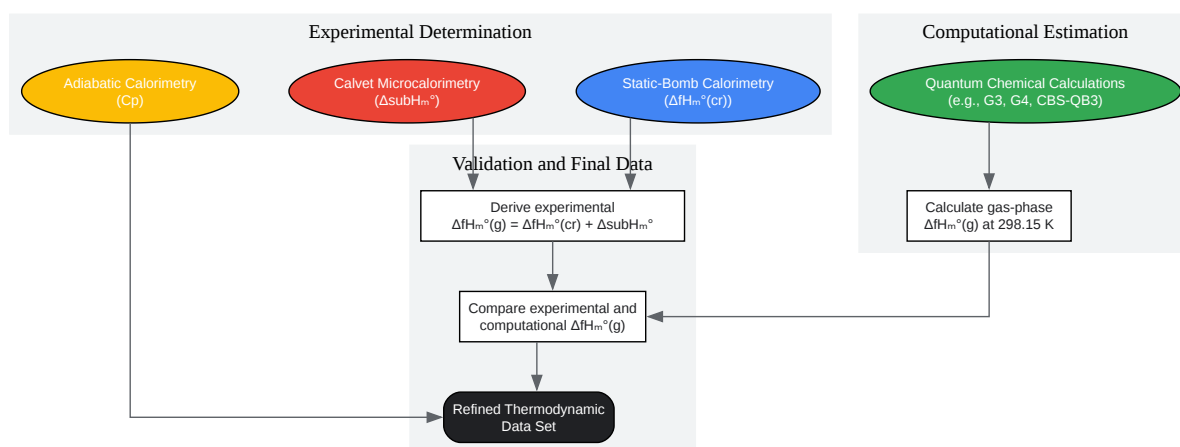 Experimental Determination
Computational Estimation
Adiabatic Calorimetry
(Cp)
Calvet Microcalorimetry
(ΔsubHₘ°)
Static-Bomb Calorimetry
(ΔfHₘ°(cr))
Quantum Chemical Calculations
(e.g., G3, G4, CBS-QB3)
Validation and Final Data
Derive experimental
ΔfHₘ°(g) = ΔfHₘ°(cr) + ΔsubHₘ°
Calculate gas-phase
ΔfHₘ°(g) at 298.15 K
Compare experimental and
computational ΔfHₘ°(g)
Refined Thermodynamic
Data Set